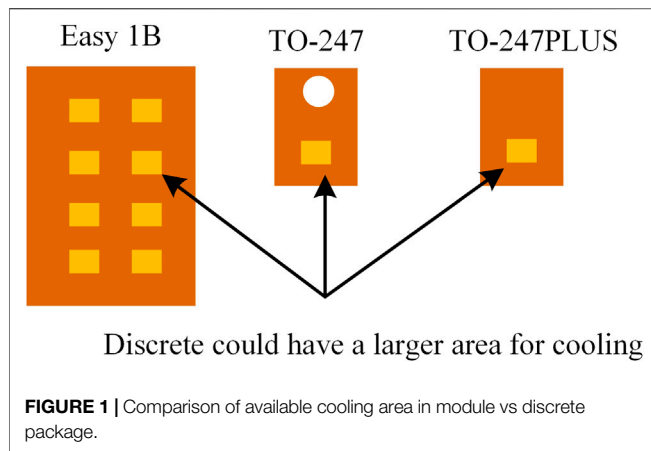 Easy 1B
TO-247
TO-247PLUS
Discrete could have a larger area for cooling
FIGURE 1 | Comparison of available cooling area in module vs discrete
package.